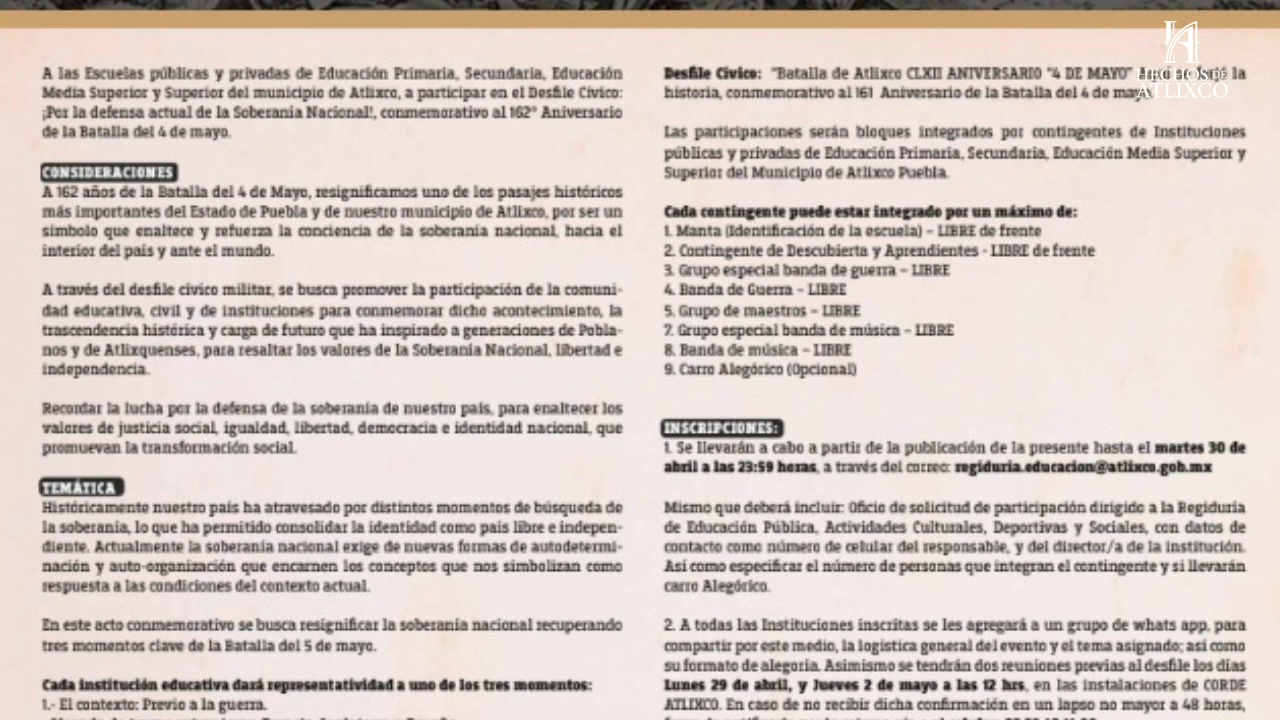 A las Escuelas públicas y privadas de Educación Primaria, Secundaria, Educación
Media Superior y Superior del municipio de Atlixco, a participar en el Desfile Cívico:
¡Por la defensa actual de la Soberanía Nacional!, conmemorativo al 162° Aniversario
de la Batalla del 4 de mayo.
CONSIDERACIONES
A 162 años de la Batalla del 4 de Mayo, resignificamos uno de los pasajes históricos
más importantes del Estado de Puebla y de nuestro municipio de Atlixco, por ser un
símbolo que enaltece y refuerza la conciencia de la soberanía nacional, hacia el
interior del país y ante el mundo.
A través del desfile cívico militar, se busca promover la participación de la comuni-
dad educativa, civil y de instituciones para conmemorar dicho acontecimiento, la
trascendencia histórica y carga de futuro que ha inspirado a generaciones de Pobla-
nos y de Atlixquenses, para resaltar los valores de la Soberanía Nacional, libertad e
independencia.
Recordar la lucha por la defensa de la soberanía de nuestro país, para enaltecer los
valores de justicia social, igualdad, libertad, democracia e identidad nacional, que
promuevan la transformación social.
TEMÁTICA
Históricamente nuestro país ha atravesado por distintos momentos de búsqueda de
la soberanía, lo que ha permitido consolidar la identidad como país libre e indepen-
diente. Actualmente la soberanía nacional exige de nuevas formas de autodetermi-
nación y auto-organización que encarnen los conceptos que nos simbolizan como
respuesta a las condiciones del contexto actual.
En este acto conmemorativo se busca resignificar la soberanía nacional recuperando
tres momentos clave de la Batalla del 5 de mayo.
Cada institución educativa dará representatividad a uno de los tres momentos:
1.- El contexto: Previo a la guerra.
Desfile Cívico: "Batalla de Atlixco CLXII ANIVERSARIO "4 DE MAYO" la
historia, conmemorativo al 161 Aniversario de la Batalla del 4 de mayo.
HECHOS DE
ATLIXCO
Las participaciones serán bloques integrados por contingentes de Instituciones
públicas y privadas de Educación Primaria, Secundaria, Educación Media Superior y
Superior del Municipio de Atlixco Puebla.
Cada contingente puede estar integrado por un máximo de:
1. Manta (Identificación de la escuela) – LIBRE de frente
2. Contingente de Descubierta y Aprendientes - LIBRE de frente
3. Grupo especial banda de guerra – LIBRE
4. Banda de Guerra – LIBRE
5. Grupo de maestros – LIBRE
7. Grupo especial banda de música – LIBRE
8. Banda de música – LIBRE
9. Carro Alegórico (Opcional)
INSCRIPCIONES:
1. Se llevarán a cabo a partir de la publicación de la presente hasta el martes 30 de
abril a las 23:59 horas, a través del correo: regiduria.educacion@atlixco.gob.mx
Mismo que deberá incluir: Oficio de solicitud de participación dirigido a la Regiduría
de Educación Pública, Actividades Culturales, Deportivas y Sociales, con datos de
contacto como número de celular del responsable, y del director/a de la Institución.
Así como especificar el número de personas que integran el contingente y si llevarán
carro Alegórico.
2. A todas las Instituciones inscritas se les agregará a un grupo de whats app, para
compartir por este medio, la logística general del evento y el tema asignado; así como
su formato de alegoría. Asimismo se tendrán dos reuniones previas al desfile los días
Lunes 29 de abril, y Jueves 2 de mayo a las 12 hrs, en las instalaciones de CORDE
ATLIXCO. En caso de no recibir dicha confirmación en un lapso no mayor a 48 horas,